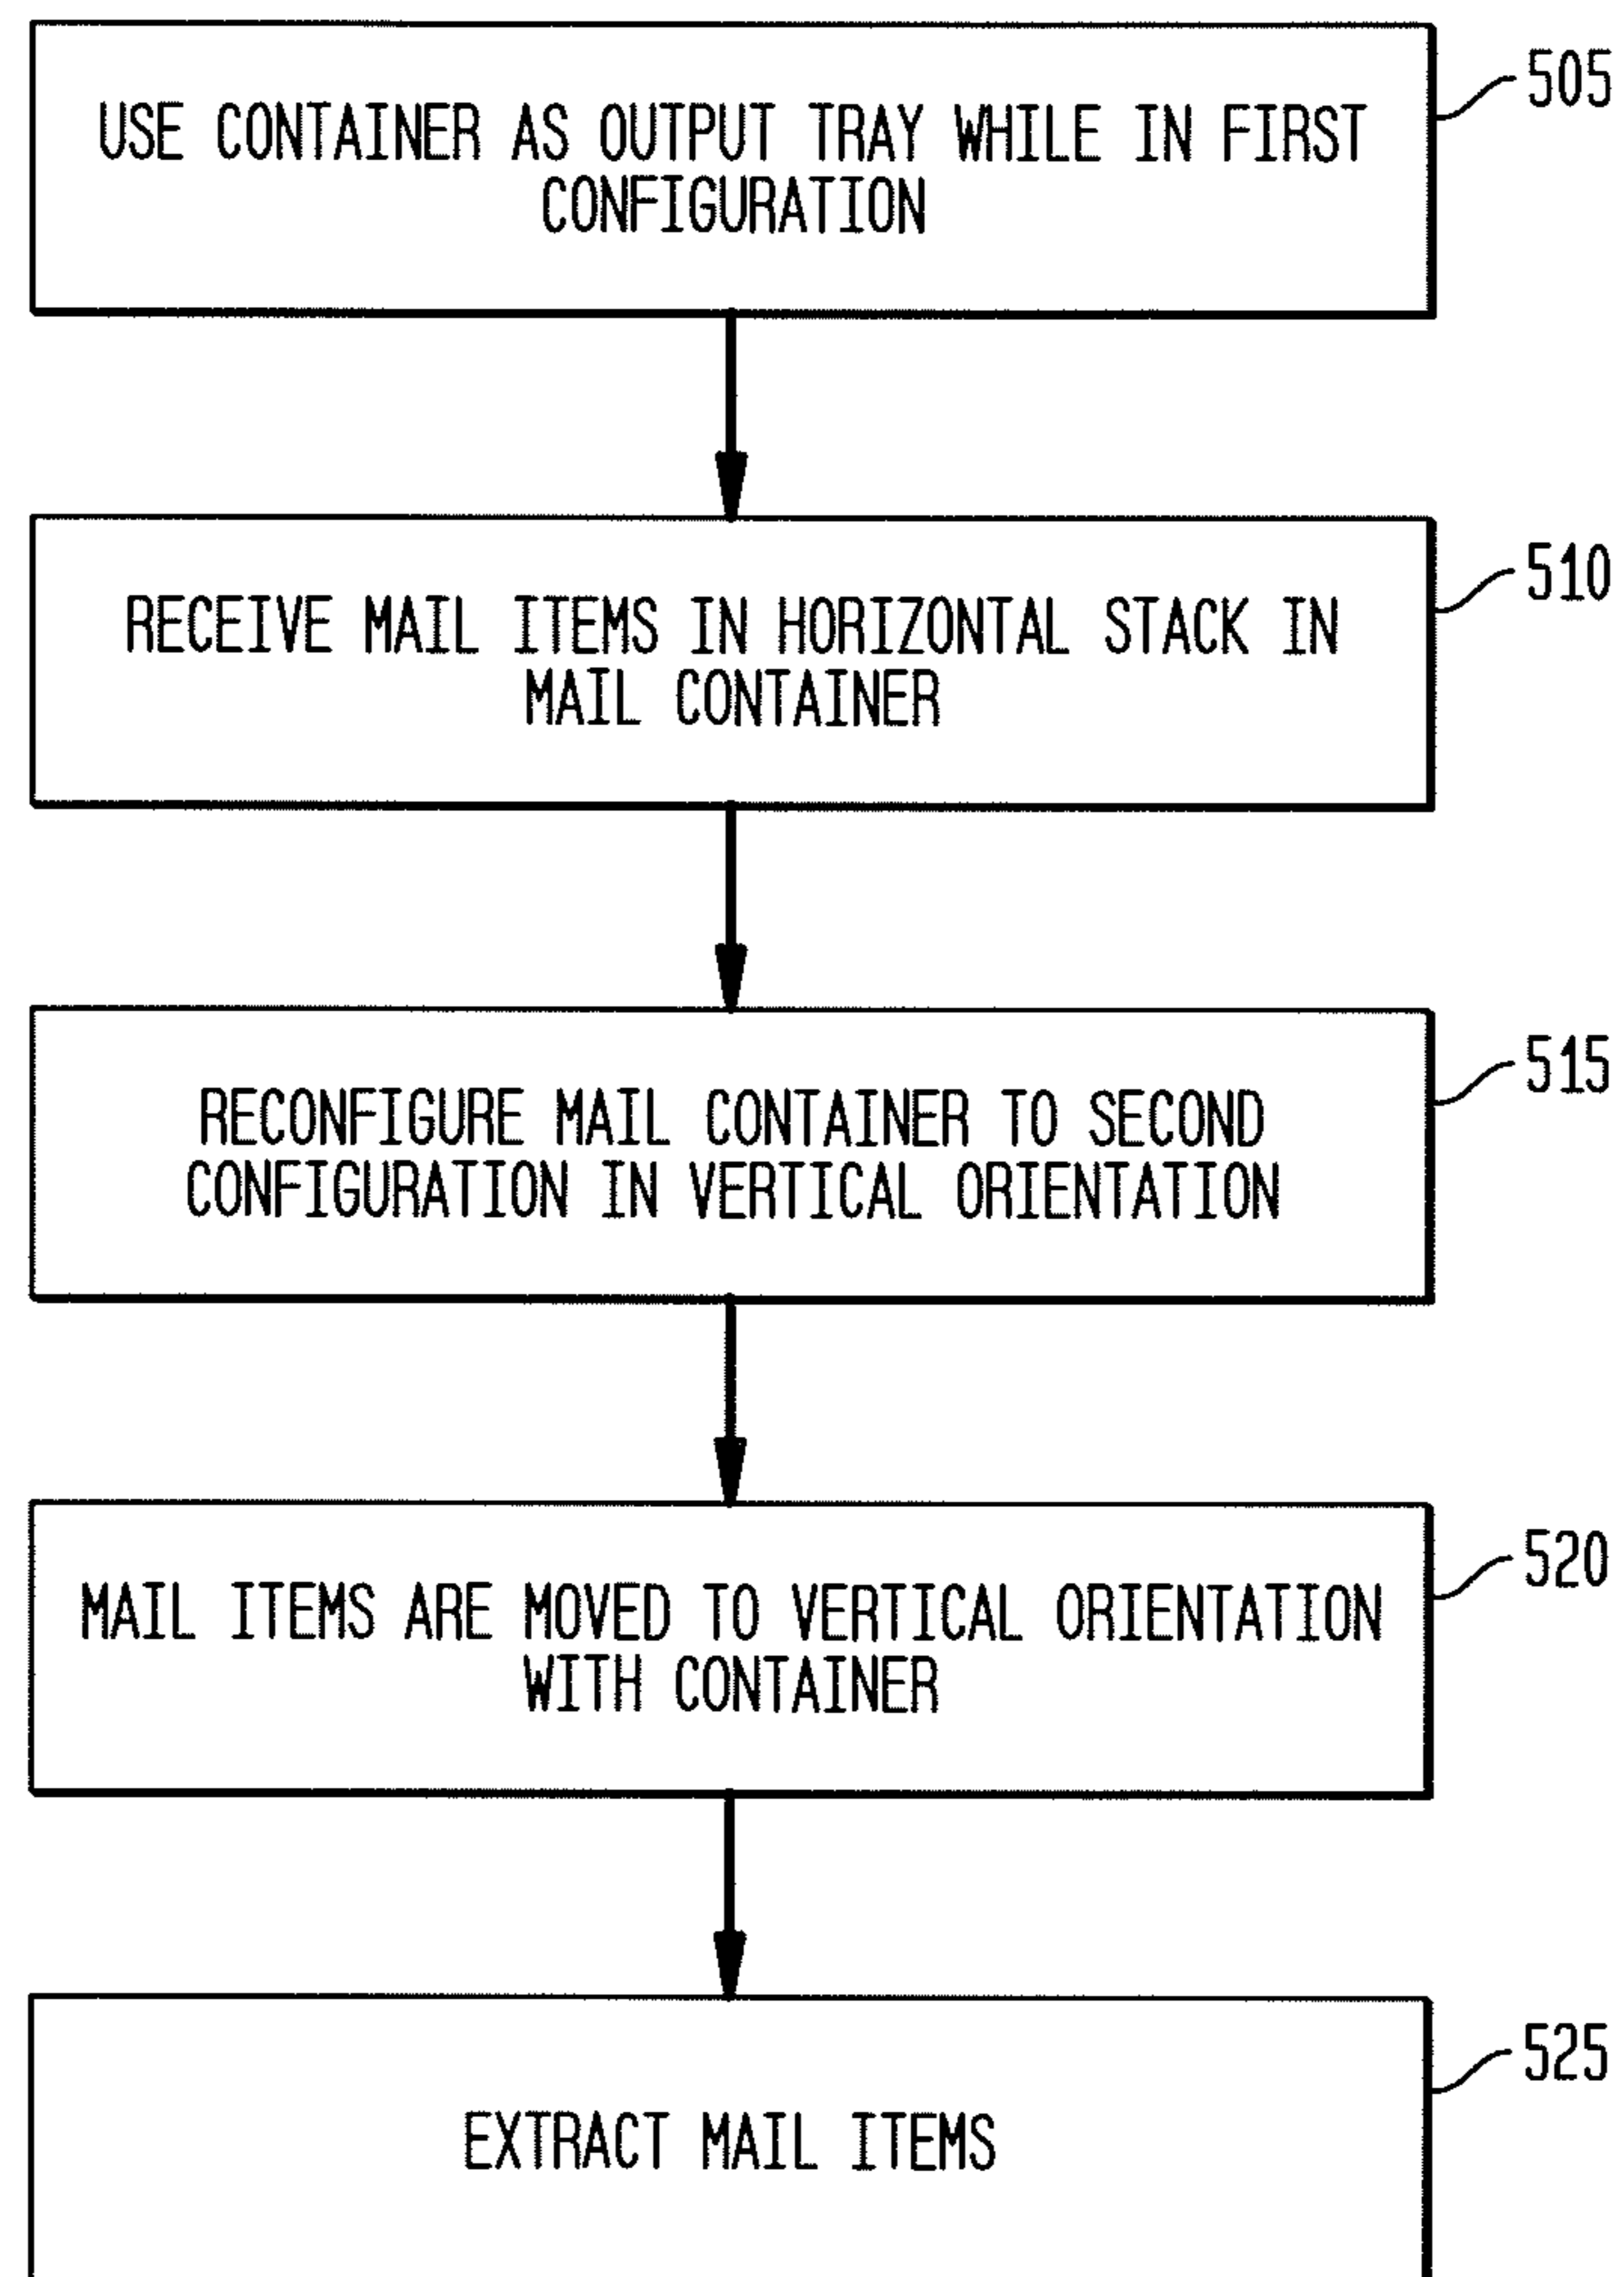 505
USE CONTAINER AS OUTPUT TRAY WHILE IN FIRST
CONFIGURATION
510
RECEIVE MAIL ITEMS IN HORIZONTAL STACK IN
MAIL CONTAINER
515
RECONFIGURE MAIL CONTAINER TO SECOND
CONFIGURATION IN VERTICAL ORIENTATION
520
MAIL ITEMS ARE MOVED TO VERTICAL ORIENTATION
WITH CONTAINER
525
EXTRACT MAIL ITEMS